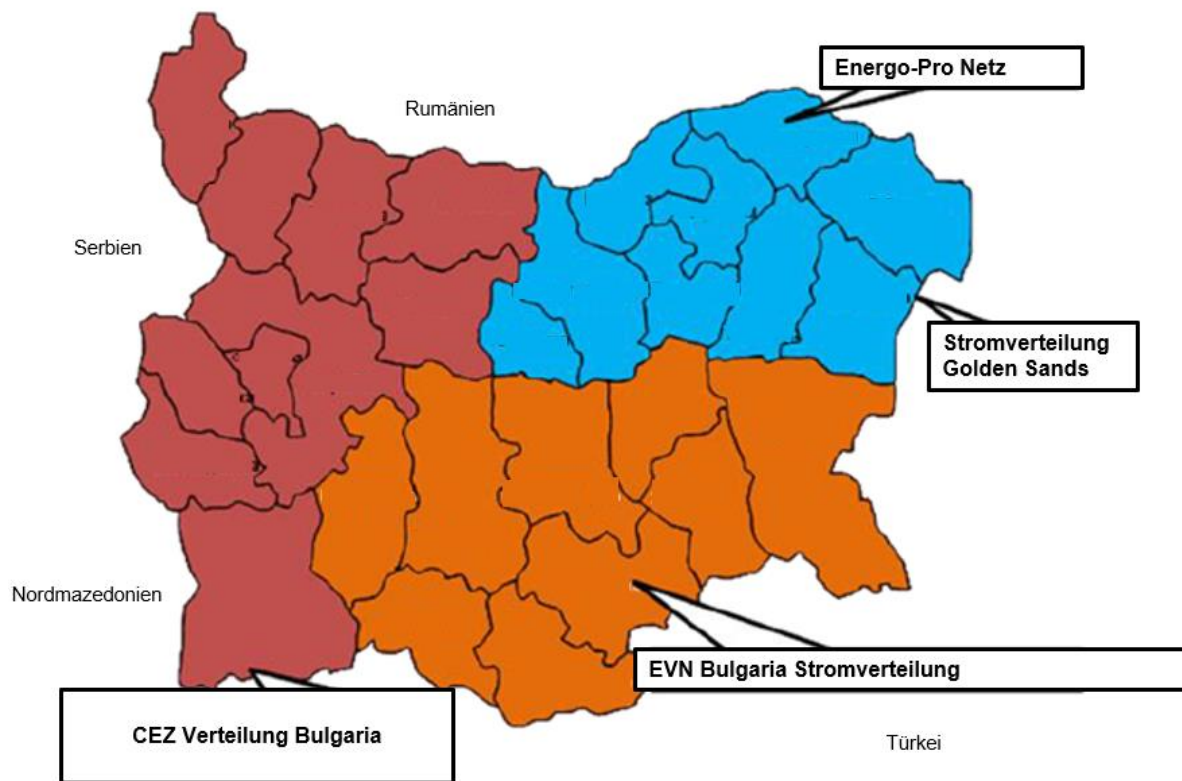 Energo-Pro Netz
Rumänien
Serbien
Stromverteilung
Golden Sands
Nordmazedonien
EVN Bulgaria Stromverteilung
CEZ Verteilung Bulgaria
Türkei